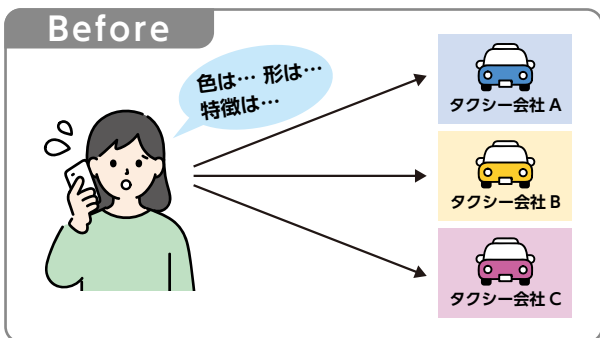 Before
色は… 形は…
特徴は…
タクシー会社 A
タクシー会社 B
タクシー会社 C